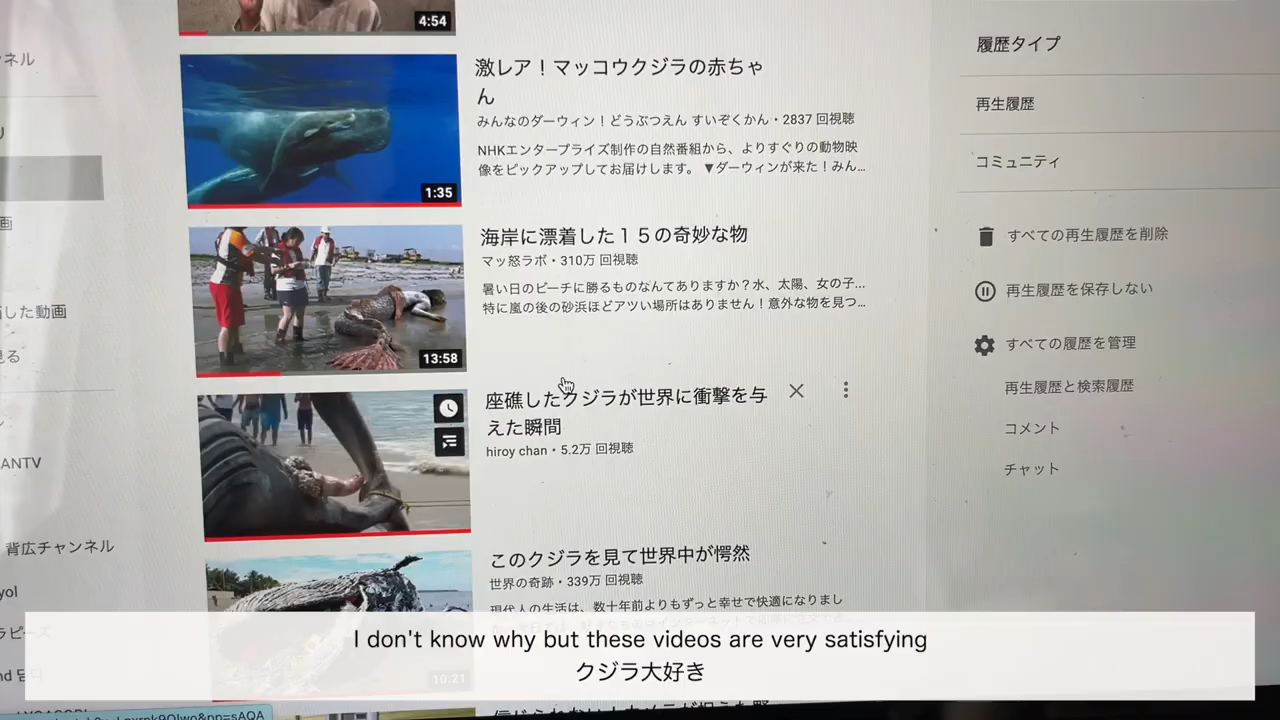 4:54
ンネル
激レア！マッコウクジラの赤ちゃ
ん
みんなのダーウィン！どうぶつえん すいぞくかん・2837 回視聴
NHKエンタープライズ制作の自然番組から、よりすぐりの動物映
像をピックアップしてお届けします。 ▼ダーウィンが来た！みん…
1:35
画
海岸に漂着した１５の奇妙な物
マッ怒ラボ・310万 回視聴
暑い日のビーチに勝るものなんてありますか？水、太陽、女の子…
特に嵐の後の砂浜ほどアツい場所はありません！意外な物を見つ…
13:58
した動画
見る
座礁したクジラが世界に衝撃を与
えた瞬間
hiroy chan・5.2万 回視聴
ANTV
背広チャンネル
このクジラを見て世界中が愕然
世界の奇跡・339万 回視聴
現代人の生活は、数十年前よりもずっと幸せで快適になりまし
10:21
yol
ラピーズ
履歴タイプ
再生履歴
コミュニティ
すべての再生履歴を削除
再生履歴を保存しない
すべての履歴を管理
再生履歴と検索履歴
コメント
チャット
I don't know why but these videos are very satisfying
クジラ大好き